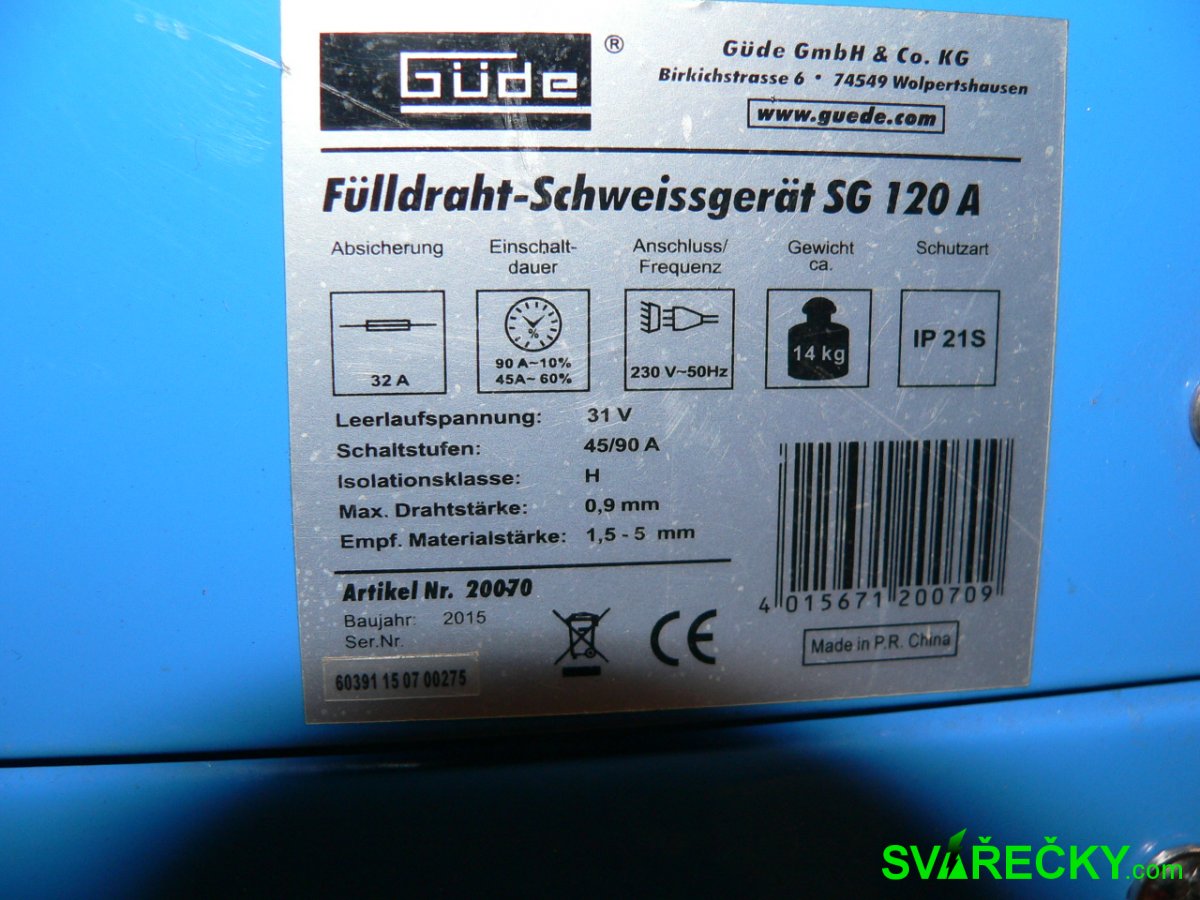 Güde ®
Güde GmbH & Co. KG
Birkichstrasse 6 • 74549 Wolpertshausen
www.guede.com
Fülldraht-Schweissgerät SG 120 A
Absicherung
32 A
Einschalt-
dauer
%
90 A~10%
45A~ 60%
Anschluss/
Frequenz
230 V~50Hz
Gewicht
ca.
14 kg
Schutzart
IP 21S
Leerlaufspannung: 31 V
Schaltstufen: 45/90 A
Isolationsklasse: H
Max. Drahtstärke: 0,9 mm
Empf. Materialstärke: 1,5 - 5 mm
Artikel Nr. 20070
Baujahr: 2015
Ser.Nr.
60391 15 07 00275
CE
4 015671 200709
Made in P.R. China
SVÁŘEČKY.com